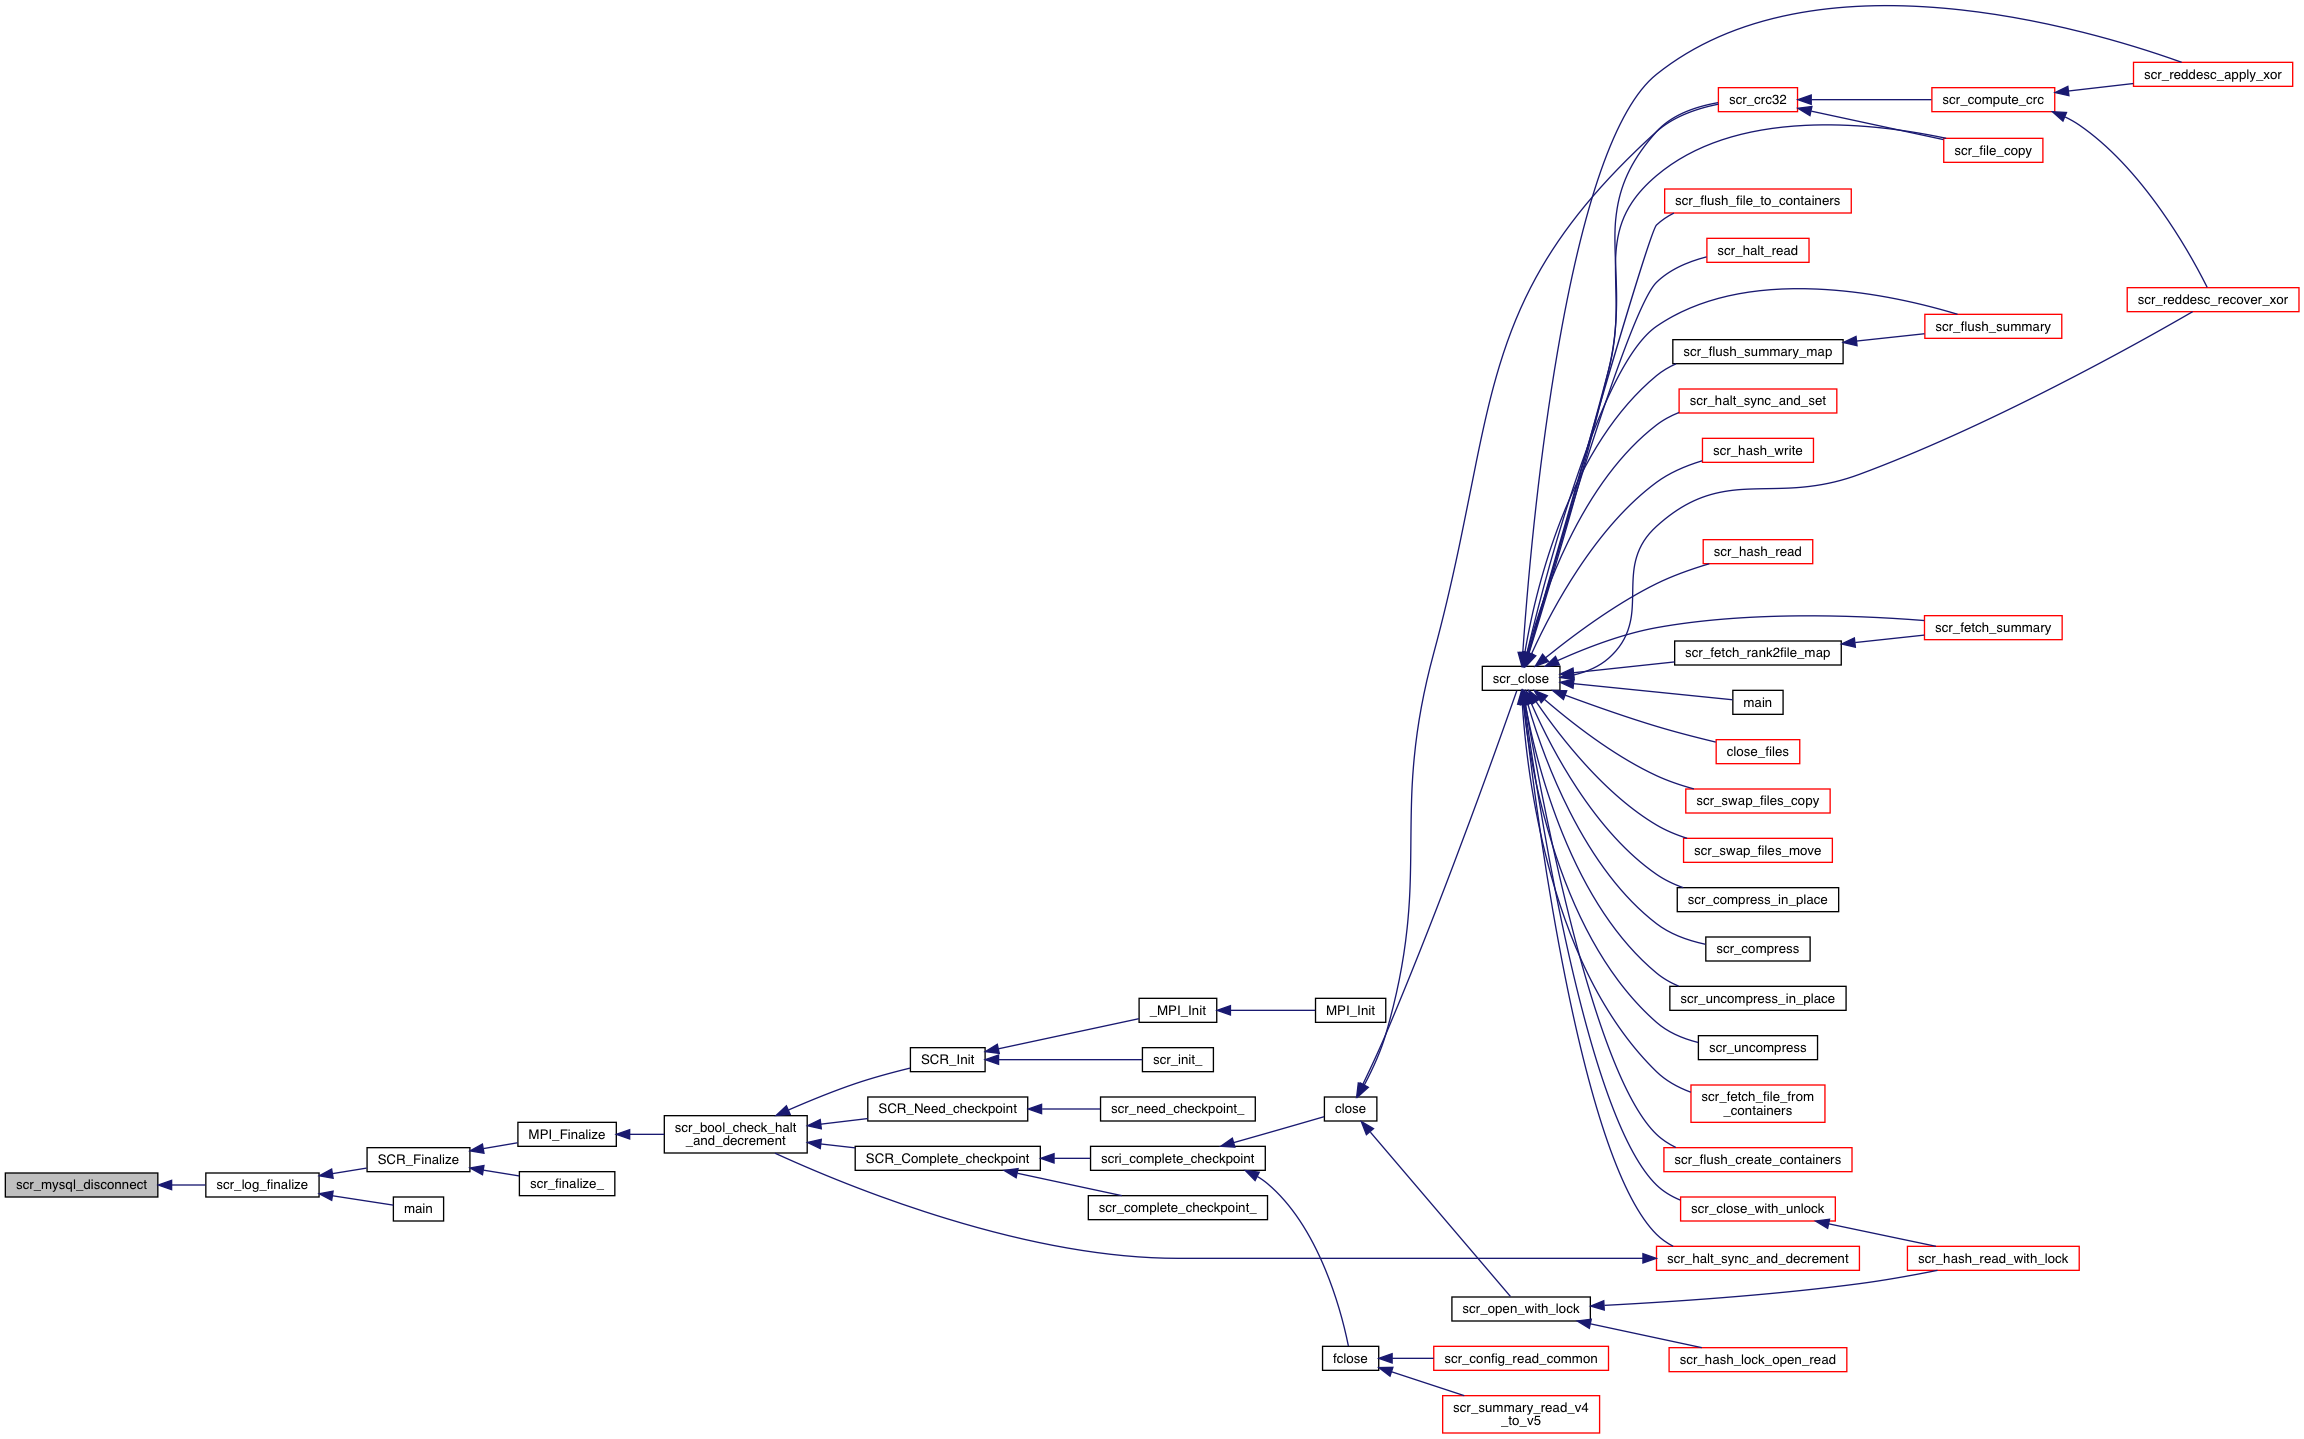 scr_mysql_disconnect
scr_log_finalize
SCR_Finalize
main
MPI_Finalize
scr_finalize_
scr_bool_check_halt
_and_decrement
SCR_Init
SCR_Need_checkpoint
SCR_Complete_checkpoint
_MPI_Init
scr_init_
scr_need_checkpoint_
scri_complete_checkpoint
scr_complete_checkpoint_
MPI_Init
close
fclose
scr_close
scr_open_with_lock
scr_config_read_common
scr_summary_read_v4
_to_v5
scr_crc32
scr_flush_file_to_containers
scr_halt_read
scr_flush_summary_map
scr_halt_sync_and_set
scr_hash_write
scr_hash_read
scr_fetch_rank2file_map
main
close_files
scr_swap_files_copy
scr_swap_files_move
scr_compress_in_place
scr_compress
scr_uncompress_in_place
scr_uncompress
scr_fetch_file_from
_containers
scr_flush_create_containers
scr_close_with_unlock
scr_halt_sync_and_decrement
scr_hash_lock_open_read
scr_compute_crc
scr_file_copy
scr_flush_summary
scr_fetch_summary
scr_hash_read_with_lock
scr_reddesc_apply_xor
scr_reddesc_recover_xor